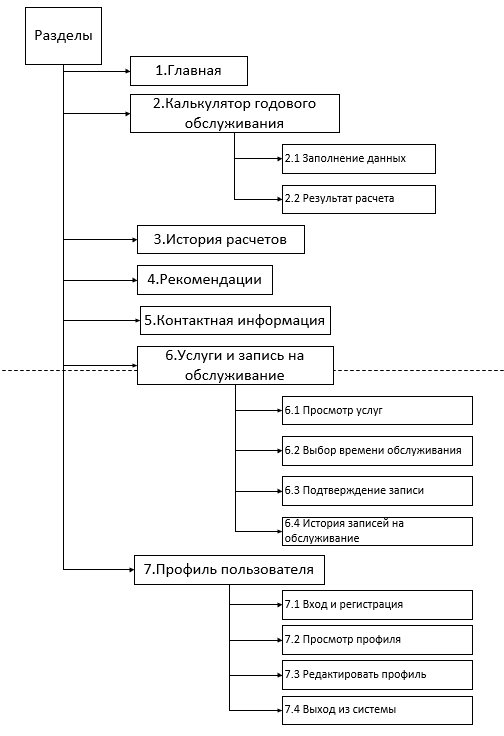 Разделы
1.Главная
2.Калькулятор годового
обслуживания
2.1 Заполнение данных
2.2 Результат расчета
3.История расчетов
4.Рекомендации
5.Контактная информация
6.Услуги и запись на
обслуживание
6.1 Просмотр услуг
6.2 Выбор времени обслуживания
6.3 Подтверждение записи
6.4 История записей на
обслуживание
7.Профиль пользователя
7.1 Вход и регистрация
7.2 Просмотр профиля
7.3 Редактировать профиль
7.4 Выход из системы